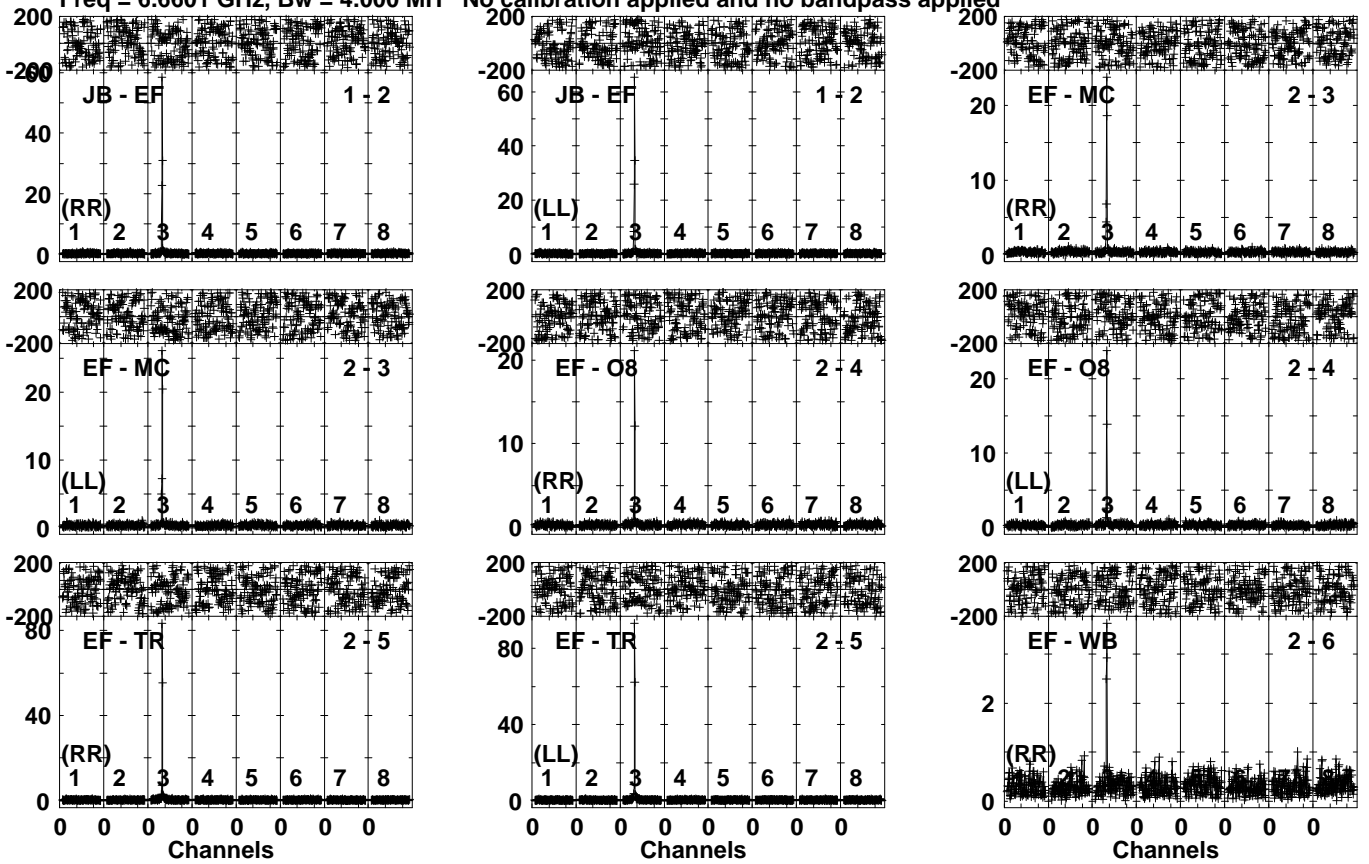 Freq = 6.6601 GHz, Bw = 4.000 MH No calibration applied and no bandpass applied
200 200 200
-200 -200 -200
60 JB - EF 1 - 2 60 JB - EF 1 - 2 20 EF - MC 2 - 3
40 40 10
20 20
(RR) (LL) (RR)
1 2 3 4 5 6 7 8 1 2 3 4 5 6 7 8 1 2 3 4 5 6 7 8
0 0 0
200 200 200
-200 -200 -200
EF - MC 2 - 3 20 EF - O8 2 - 4 EF - O8 2 - 4
20 10 20
10 10
(LL) (RR) (LL)
1 2 3 4 5 6 7 8 1 2 3 4 5 6 7 8 1 2 3 4 5 6 7 8
0 0 0
200 200 200
-200 -200 -200
80 EF - TR 2 - 5 80 EF - TR 2 - 5 EF - WB 2 - 6
40 40 2
(RR) (LL) (RR)
1 2 3 4 5 6 7 8 1 2 3 4 5 6 7 8
0 0 0
0 0 0 0 0 0 0 0 0 0 0 0 0 0 0 0 0 0 0 0 0 0 0 0
Channels Channels Channels